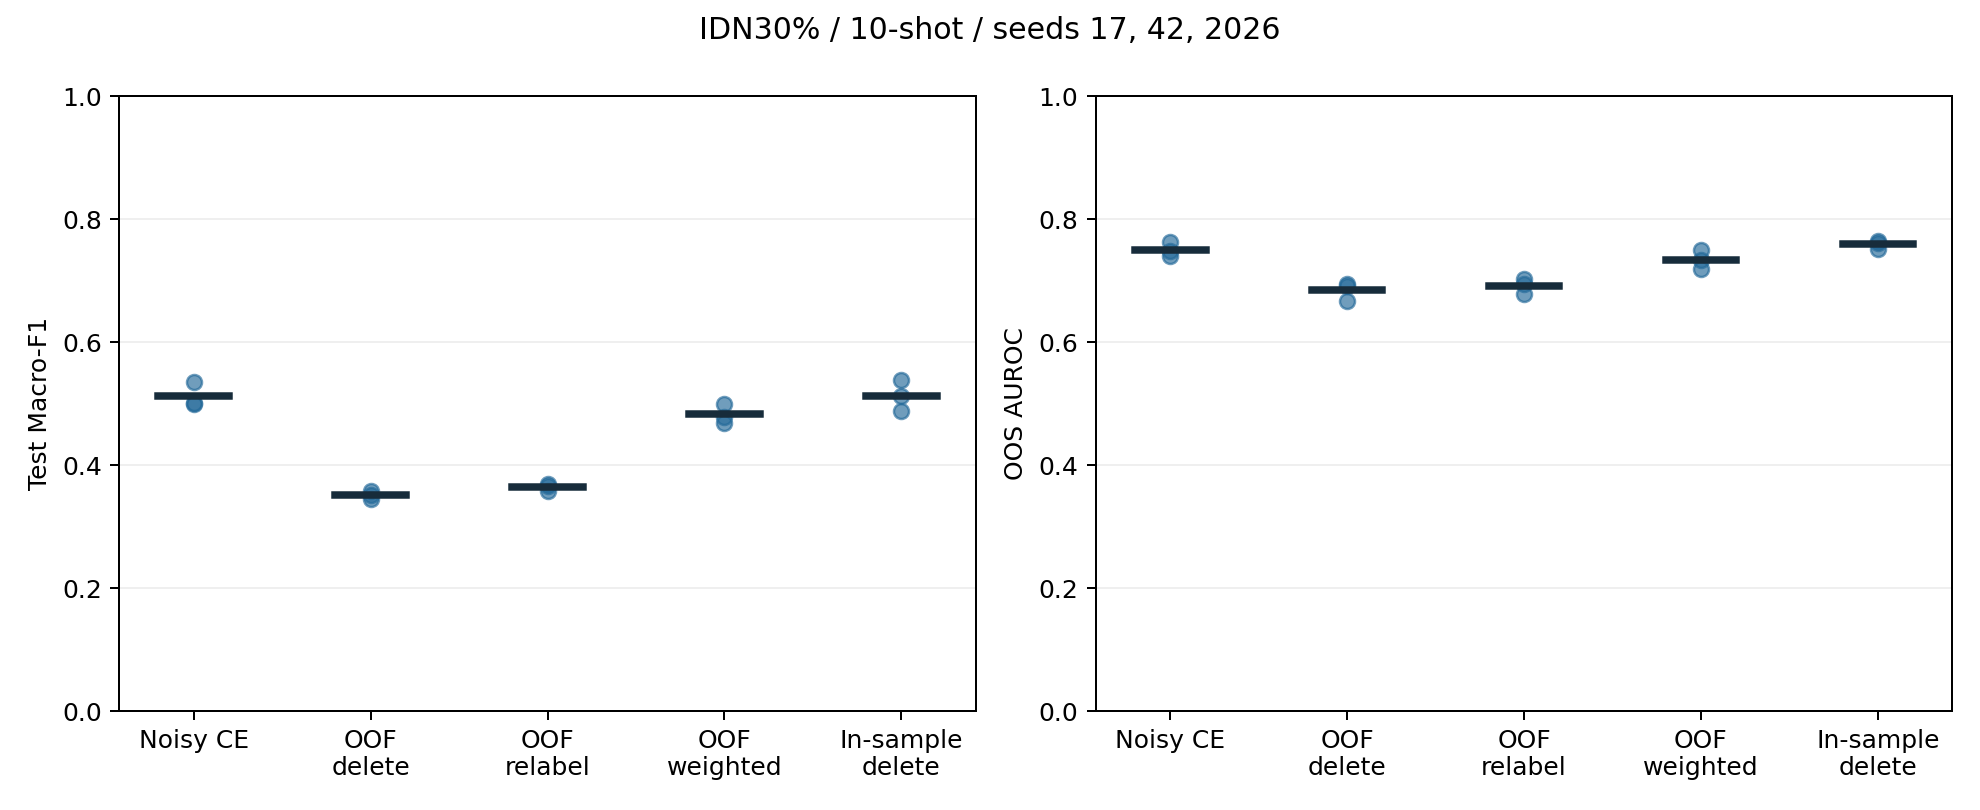 IDN30% / 10-shot / seeds 17, 42, 2026
Test Macro-F1
1.0
0.8
0.6
0.4
0.2
0.0
Noisy CE
OOF
delete
OOF
relabel
OOF
weighted
In-sample
delete
OOS AUROC
1.0
0.8
0.6
0.4
0.2
0.0
Noisy CE
OOF
delete
OOF
relabel
OOF
weighted
In-sample
delete